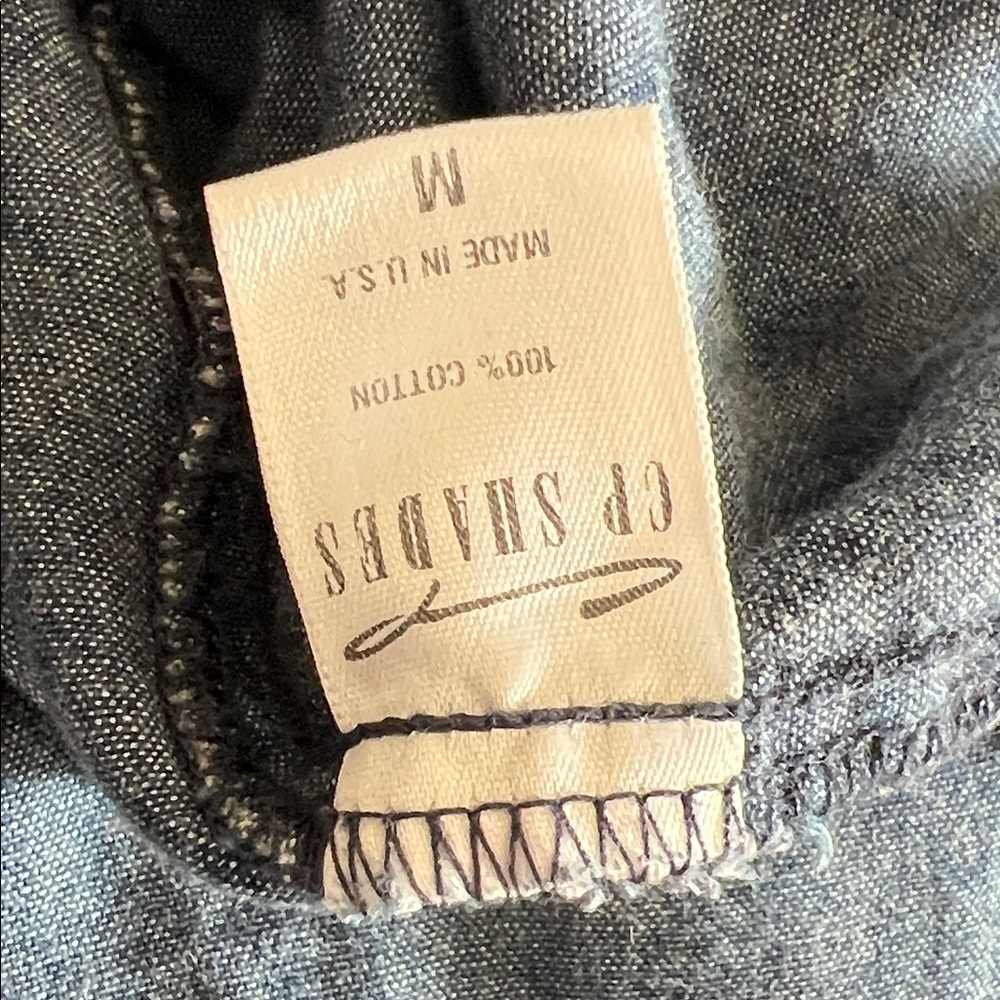 CP SHADES
100% COTTON
MADE IN U.S.A.
M